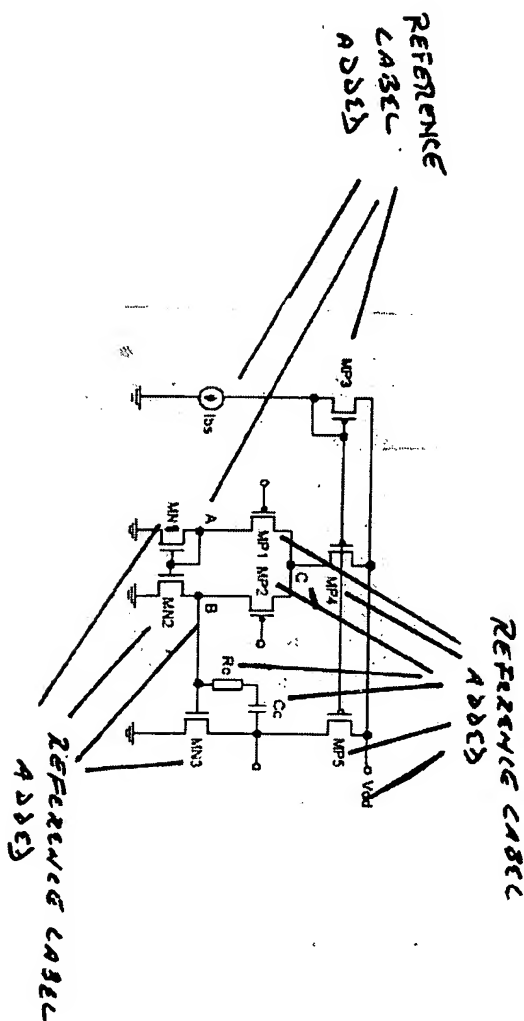 REFERENCE
LABEL
ADDED
REFERENCE LABEL
ADDED
REFERENCE LABEL
ADDED
MP3
MP4
MP5
Vdd
Ibs
MP1
MP2
C
A
B
Rc
Cc
MN1
MN2
MN3